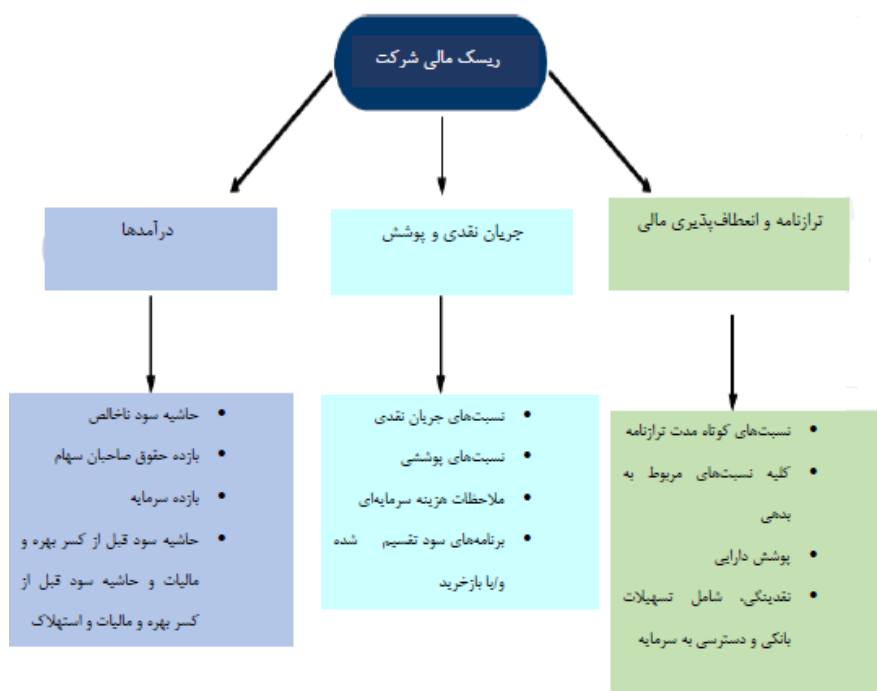 ریسک مالی شرکت
ترازنامه و انعطاف‌پذیری مالی
جریان نقدی و پوشش
درآمدها
• نسبت‌های کوتاه مدت ترازنامه
• کلیه نسبت‌های مربوط به
بدهی
• پوشش دارایی
• نقدینگی، شامل تسهیلات
بانکی و دسترسی به سرمایه
• نسبت‌های جریان نقدی
• نسبت‌های پوششی
• ملاحظات هزینه سرمایه‌ای
• برنامه‌های سود تقسیم شده
و/یا بازخرید
• حاشیه سود ناخالص
• بازده حقوق صاحبان سهام
• بازده سرمایه
• حاشیه سود قبل از کسر بهره و
مالیات و حاشیه سود قبل از
کسر بهره و مالیات و استهلاک